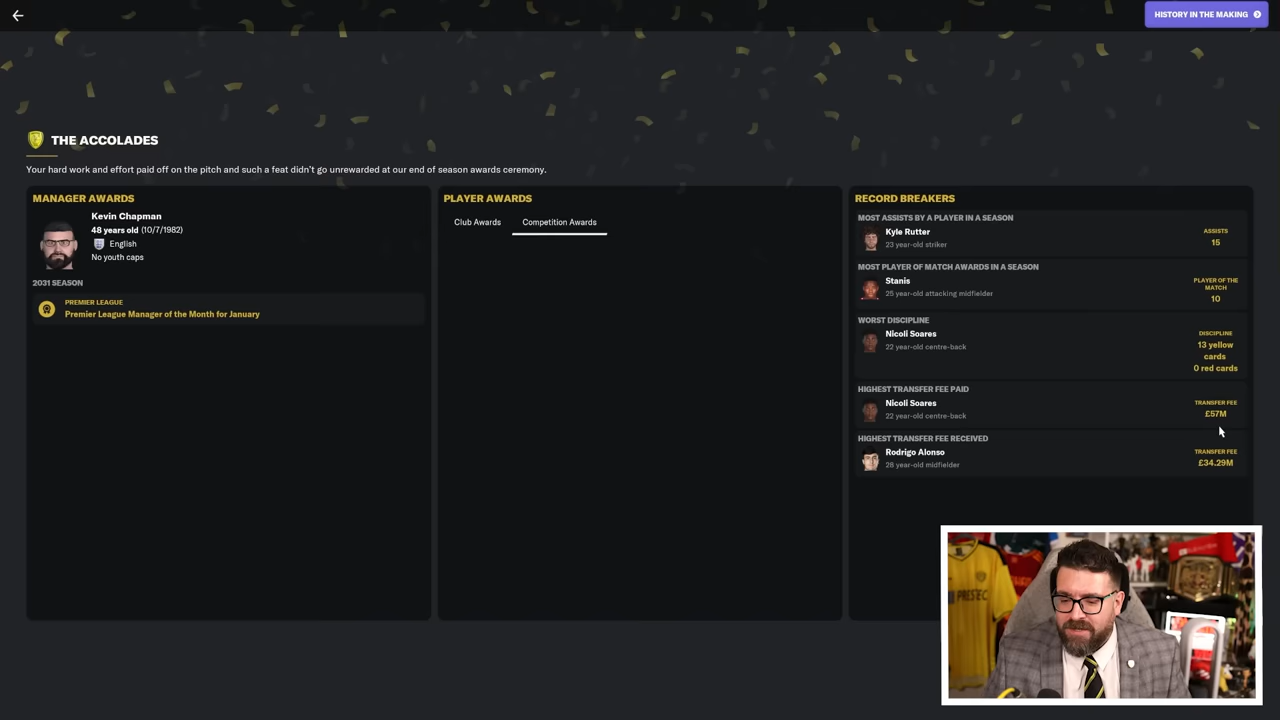 HISTORY IN THE MAKING
THE ACCOLADES
Your hard work and effort paid off on the pitch and such a feat didn't go unrewarded at our end of season awards ceremony.
MANAGER AWARDS
Kevin Chapman
48 years old (10/7/1982)
English
No youth caps
2031 SEASON
PREMIER LEAGUE
Premier League Manager of the Month for January
PLAYER AWARDS
Club Awards
Competition Awards
RECORD BREAKERS
MOST ASSISTS BY A PLAYER IN A SEASON
Kyle Rutter
23 year-old striker
ASSISTS
15
MOST PLAYER OF MATCH AWARDS IN A SEASON
Stanis
25 year-old attacking midfielder
PLAYER OF THE
MATCH
10
WORST DISCIPLINE
Nicoli Soares
22 year-old centre-back
DISCIPLINE
13 yellow
cards
0 red cards
HIGHEST TRANSFER FEE PAID
Nicoli Soares
22 year-old centre-back
TRANSFER FEE
£57M
HIGHEST TRANSFER FEE RECEIVED
Rodrigo Alonso
28 year-old midfielder
TRANSFER FEE
£34.29M